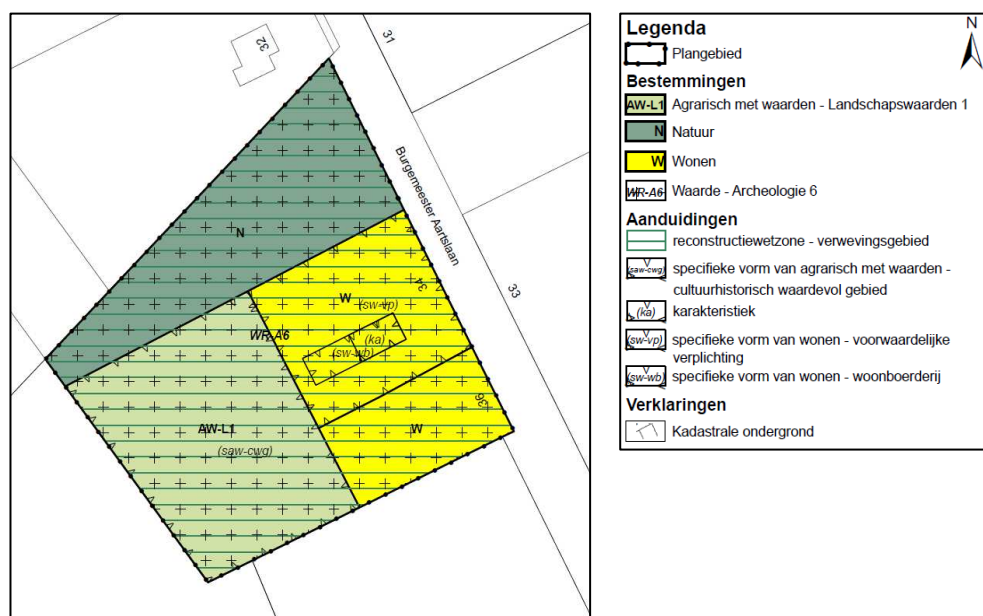 32
31
Burgemeester Aartslaan
N
34
33
W
(sw-vp)
WR-A6
(ka)
(sw-wb)
36
AW-L1
(saw-cwg)
W
Legenda
N
Plangebied
Bestemmingen
AW-L1 Agrarisch met waarden - Landschapswaarden 1
N Natuur
W Wonen
WR-A6 Waarde - Archeologie 6
Aanduidingen
reconstructiewetzone - verwevingsgebied
(saw-cwg) specifieke vorm van agrarisch met waarden -
cultuurhistorisch waardevol gebied
(ka) karakteristiek
(sw-vp) specifieke vorm van wonen - voorwaardelijke
verplichting
(sw-wb) specifieke vorm van wonen - woonboerderij
Verklaringen
Kadastrale ondergrond